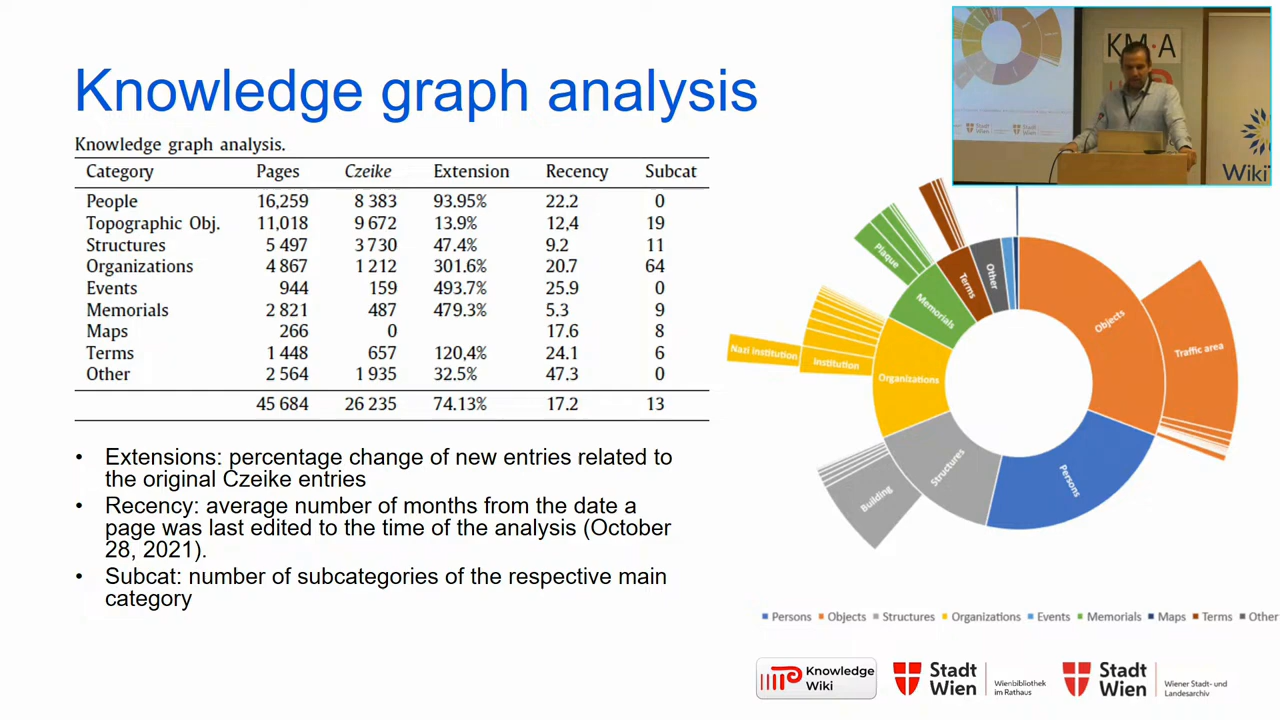 Knowledge graph analysis
Knowledge graph analysis.
Category Pages Czeike Extension Recency Subcat
People 16,259 8 383 93.95% 22.2 0
Topographic Obj. 11,018 9 672 13.9% 12,4 19
Structures 5 497 3 730 47.4% 9.2 11
Organizations 4 867 1 212 301.6% 20.7 64
Events 944 159 493.7% 25.9 0
Memorials 2 821 487 479.3% 5.3 9
Maps 266 0 17.6 8
Terms 1 448 657 120,4% 24.1 6
Other 2 564 1 935 32.5% 47.3 0
45 684 26 235 74.13% 17.2 13
• Extensions: percentage change of new entries related to
the original Czeike entries
• Recency: average number of months from the date a
page was last edited to the time of the analysis (October
28, 2021).
• Subcat: number of subcategories of the respective main
category
KM·A
Wiki
Stadt
Wien
Stadt
Wien
Objects
Traffic area
Persons
Structures
Building
Organizations
Institution
Nazi institution
Memorials
Plaque
Terms
Other
Persons Objects Structures Organizations Events Memorials Maps Terms Other
Knowledge
Wiki
Stadt
Wien
Wienbibliothek
im Rathaus
Stadt
Wien
Wiener Stadt- und
Landesarchiv